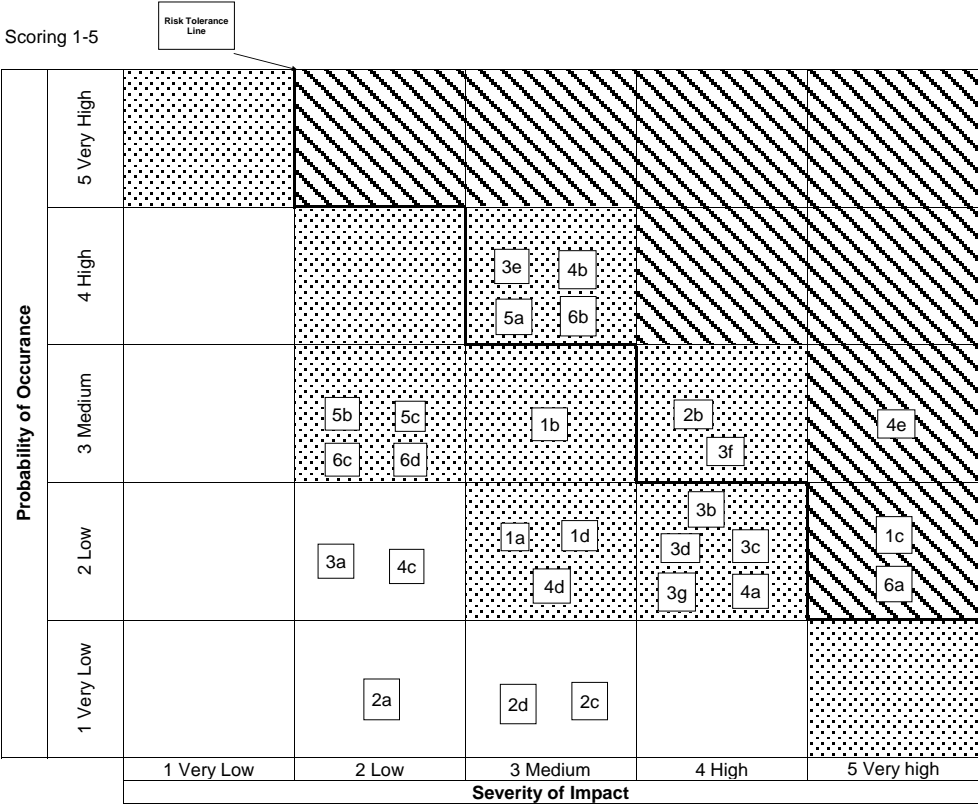 Risk Tolerance
Line
Scoring 1-5
Probability of Occurance
5 Very High
4 High
3e 4b
5a 6b
3 Medium
5b 5c 1b 2b 4e
6c 6d 3f
2 Low
3b
1a 1d 3d 3c 1c
3a 4c
4d 3g 4a 6a
1 Very Low
2a 2d 2c
1 Very Low 2 Low 3 Medium 4 High 5 Very high
Severity of Impact